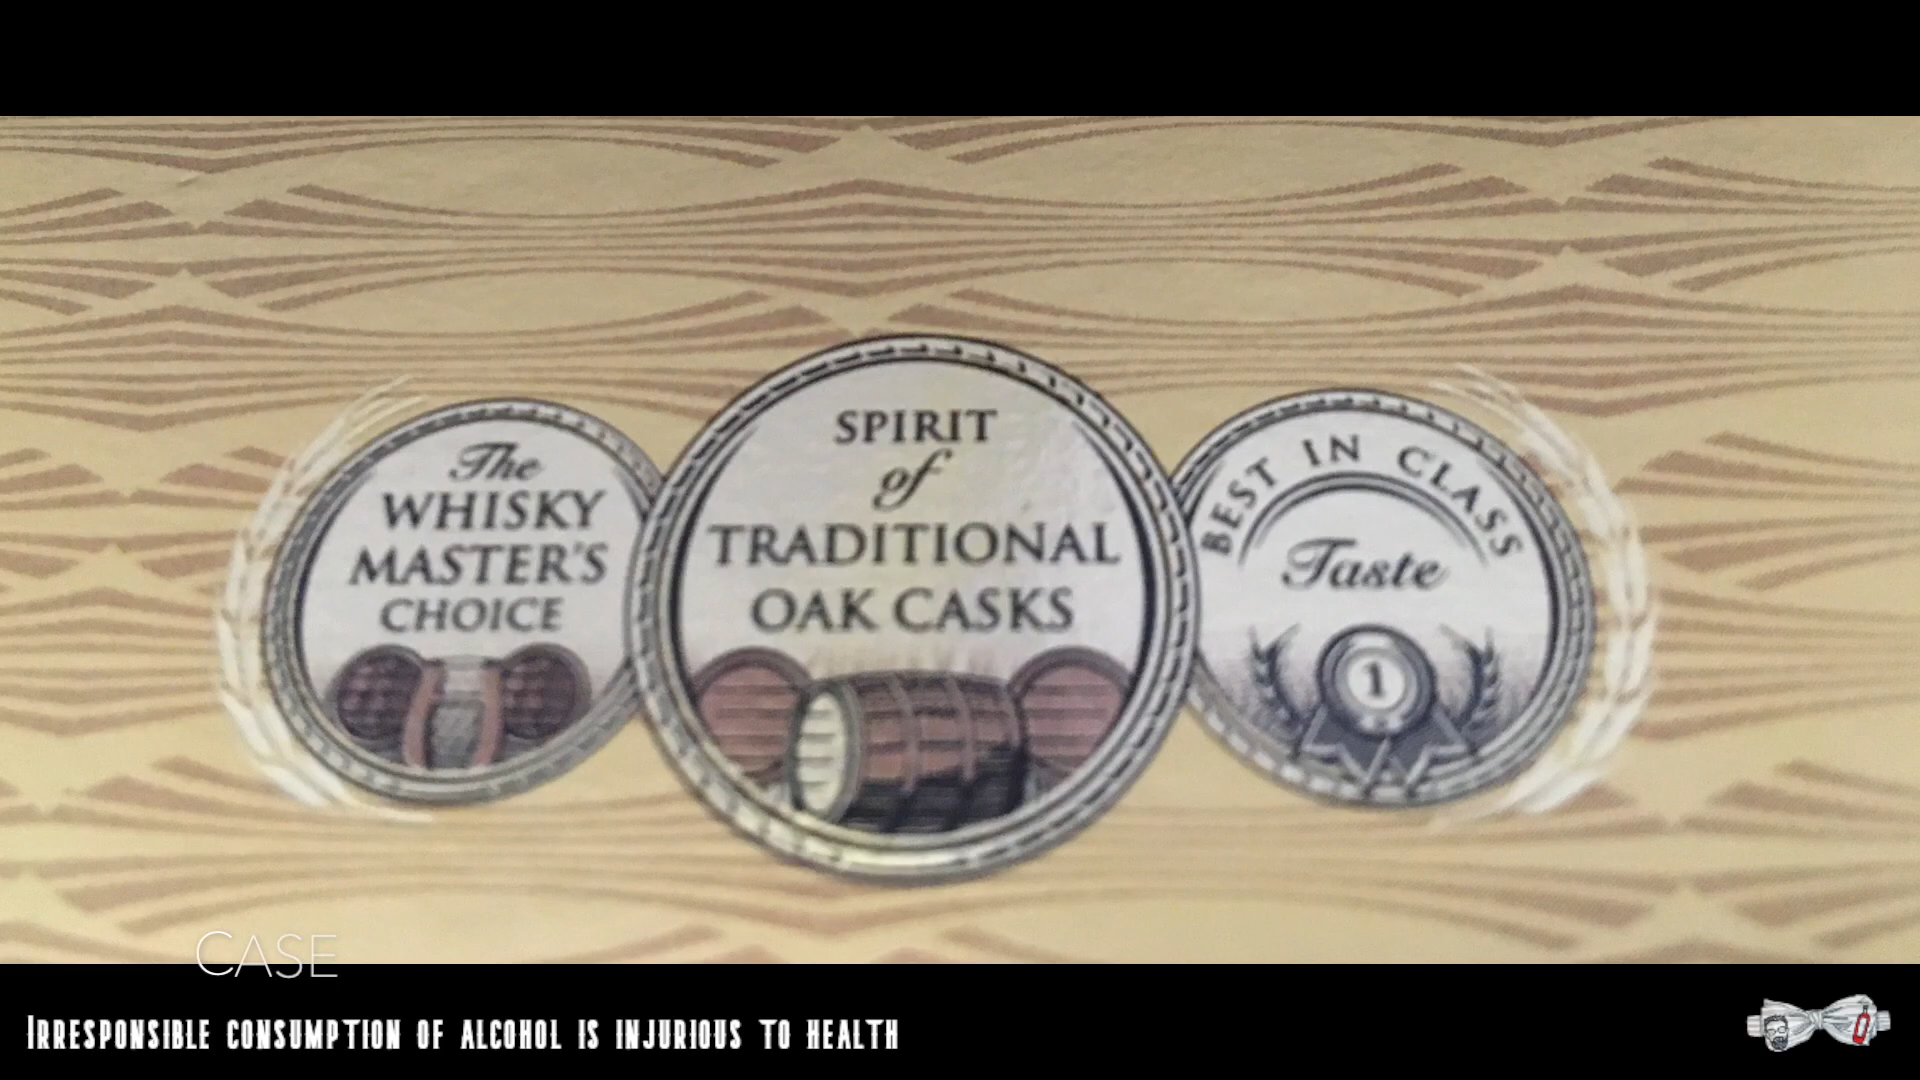 The
WHISKY
MASTER'S
CHOICE
SPIRIT
of
TRADITIONAL
OAK CASKS
BEST IN CLASS
Taste
1
CASE
IRRESPONSIBLE CONSUMPTION OF ALCOHOL IS INJURIOUS TO HEALTH